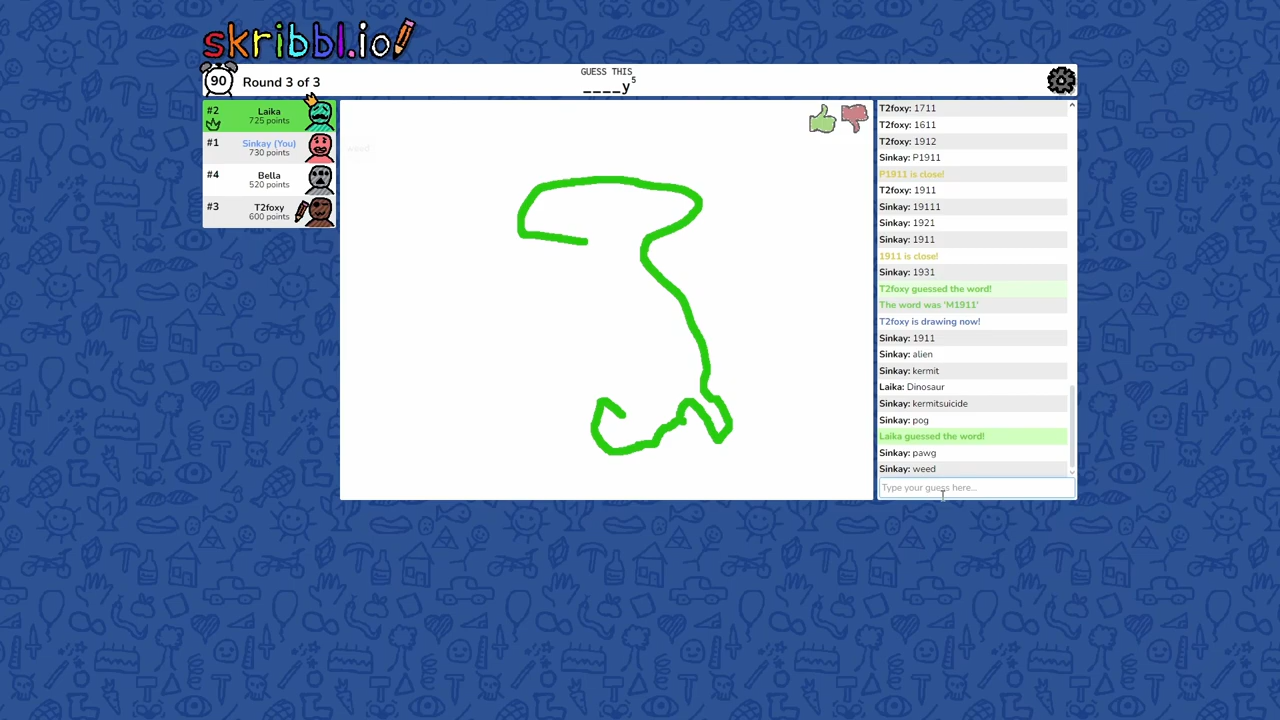 skribbl.io
90
Round 3 of 3
GUESS THIS
____y5
#2
Laika
725 points
#1
Sinkay (You)
730 points
#4
Bella
520 points
#3
T2foxy
600 points
weed
T2foxy: 1711
T2foxy: 1611
T2foxy: 1912
Sinkay: P1911
P1911 is close!
T2foxy: 1911
Sinkay: 19111
Sinkay: 1921
Sinkay: 1911
1911 is close!
Sinkay: 1931
T2foxy guessed the word!
The word was 'M1911'
T2foxy is drawing now!
Sinkay: 1911
Sinkay: alien
Sinkay: kermit
Laika: Dinosaur
Sinkay: kermitsuicide
Sinkay: pog
Laika guessed the word!
Sinkay: pawg
Sinkay: weed
Type your guess here...